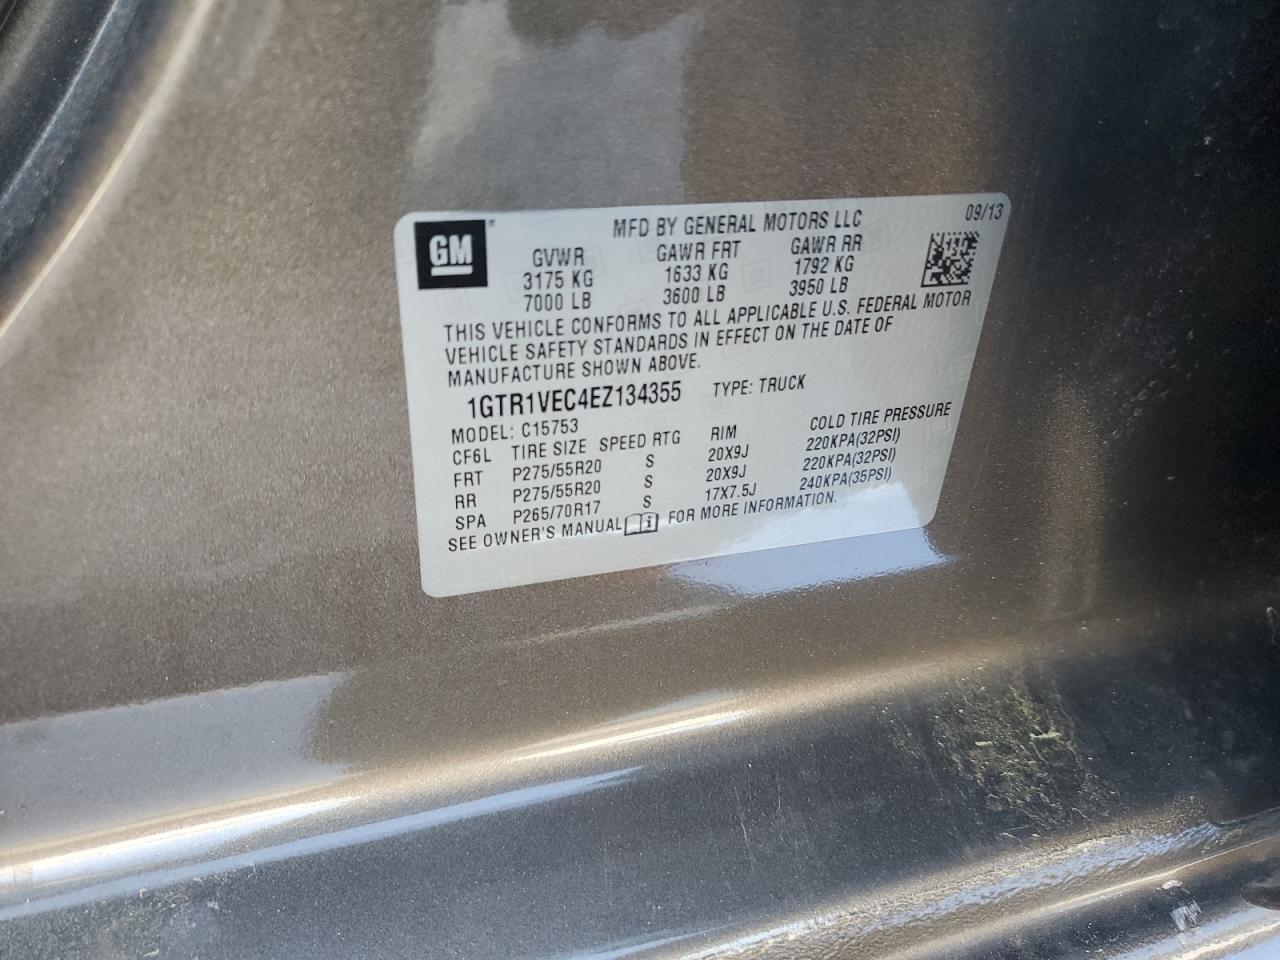 GM
MFD BY GENERAL MOTORS LLC 09/13
GVWR GAWR FRT GAWR RR
3175 KG 1633 KG 1792 KG
7000 LB 3600 LB 3950 LB
THIS VEHICLE CONFORMS TO ALL APPLICABLE U.S. FEDERAL MOTOR
VEHICLE SAFETY STANDARDS IN EFFECT ON THE DATE OF
MANUFACTURE SHOWN ABOVE.
1GTR1VEC4EZ134355 TYPE: TRUCK
MODEL: C15753
CF6L TIRE SIZE SPEED RTG RIM COLD TIRE PRESSURE
FRT P275/55R20 S 20X9J 220KPA(32PSI)
RR P275/55R20 S 20X9J 220KPA(32PSI)
SPA P265/70R17 S 17X7.5J 240KPA(35PSI)
SEE OWNER'S MANUAL FOR MORE INFORMATION.